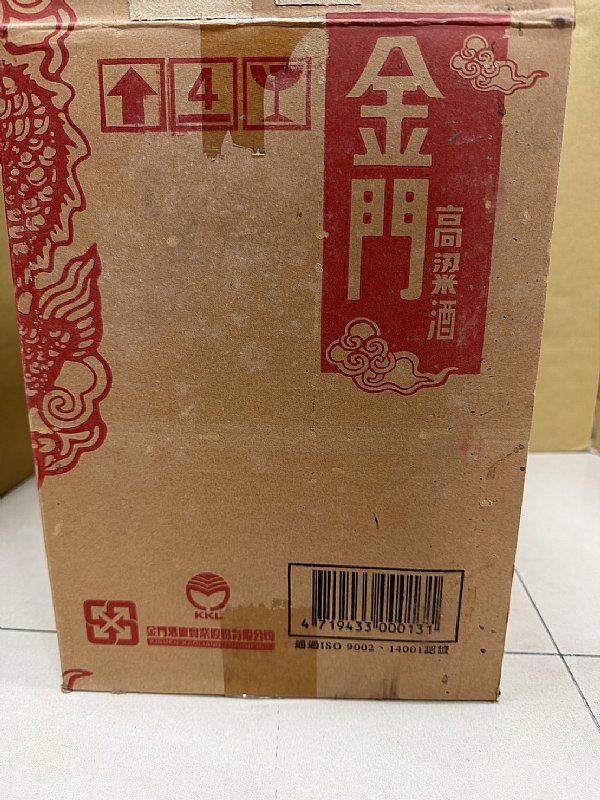 4
金門
高粱酒
KKL
金門酒廠實業股份有限公司
4 719433 000131
通過ISO 9002、14001認證